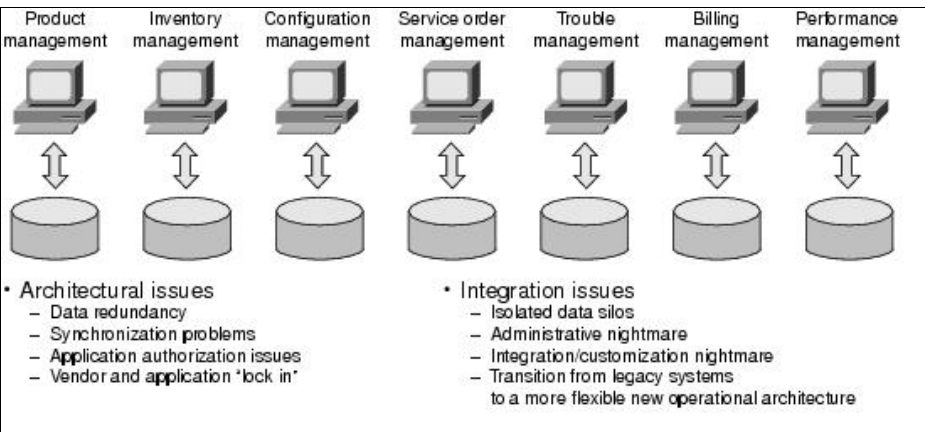 Product management
Inventory management
Configuration management
Service order management
Trouble management
Billing management
Performance management
• Architectural issues
– Data redundancy
– Synchronization problems
– Application authorization issues
– Vendor and application "lock in"
• Integration issues
– Isolated data silos
– Administrative nightmare
– Integration/customization nightmare
– Transition from legacy systems
to a more flexible new operational architecture